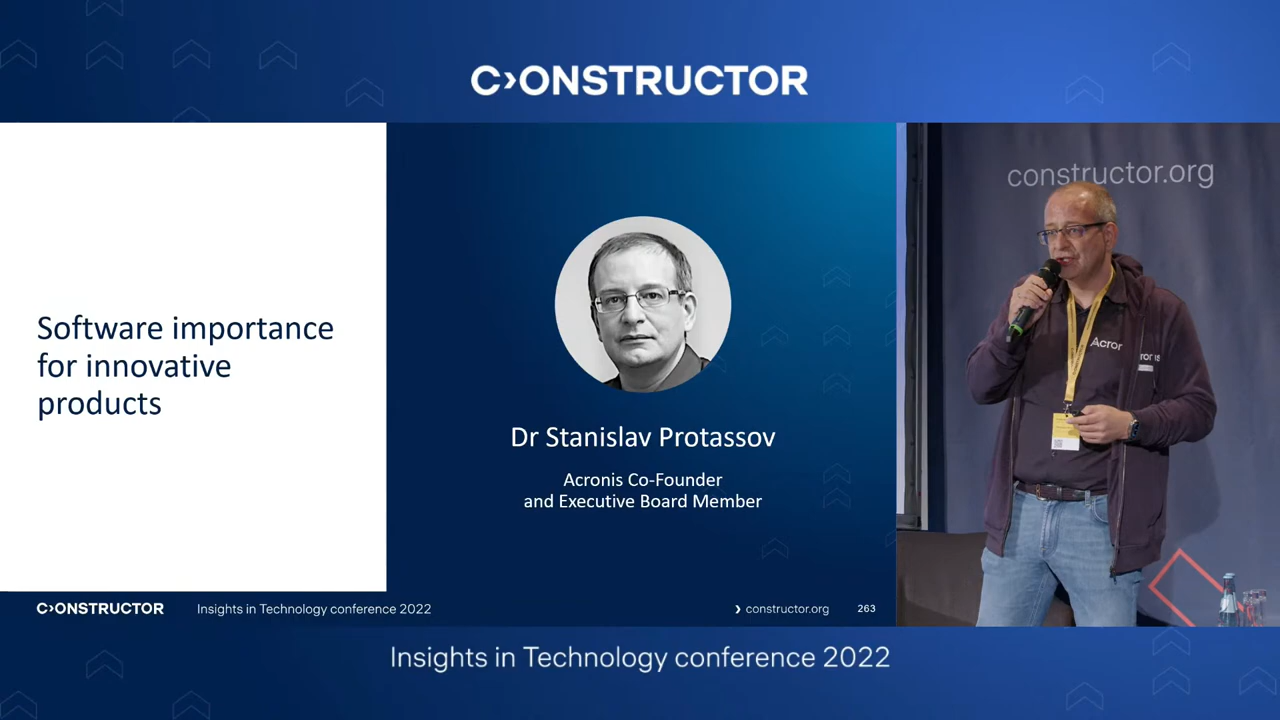 C›ONSTRUCTOR
Software importance
for innovative
products
Dr Stanislav Protassov
Acronis Co-Founder
and Executive Board Member
constructor.org
Acron
C›ONSTRUCTOR
Insights in Technology conference 2022
› constructor.org
263
Insights in Technology conference 2022